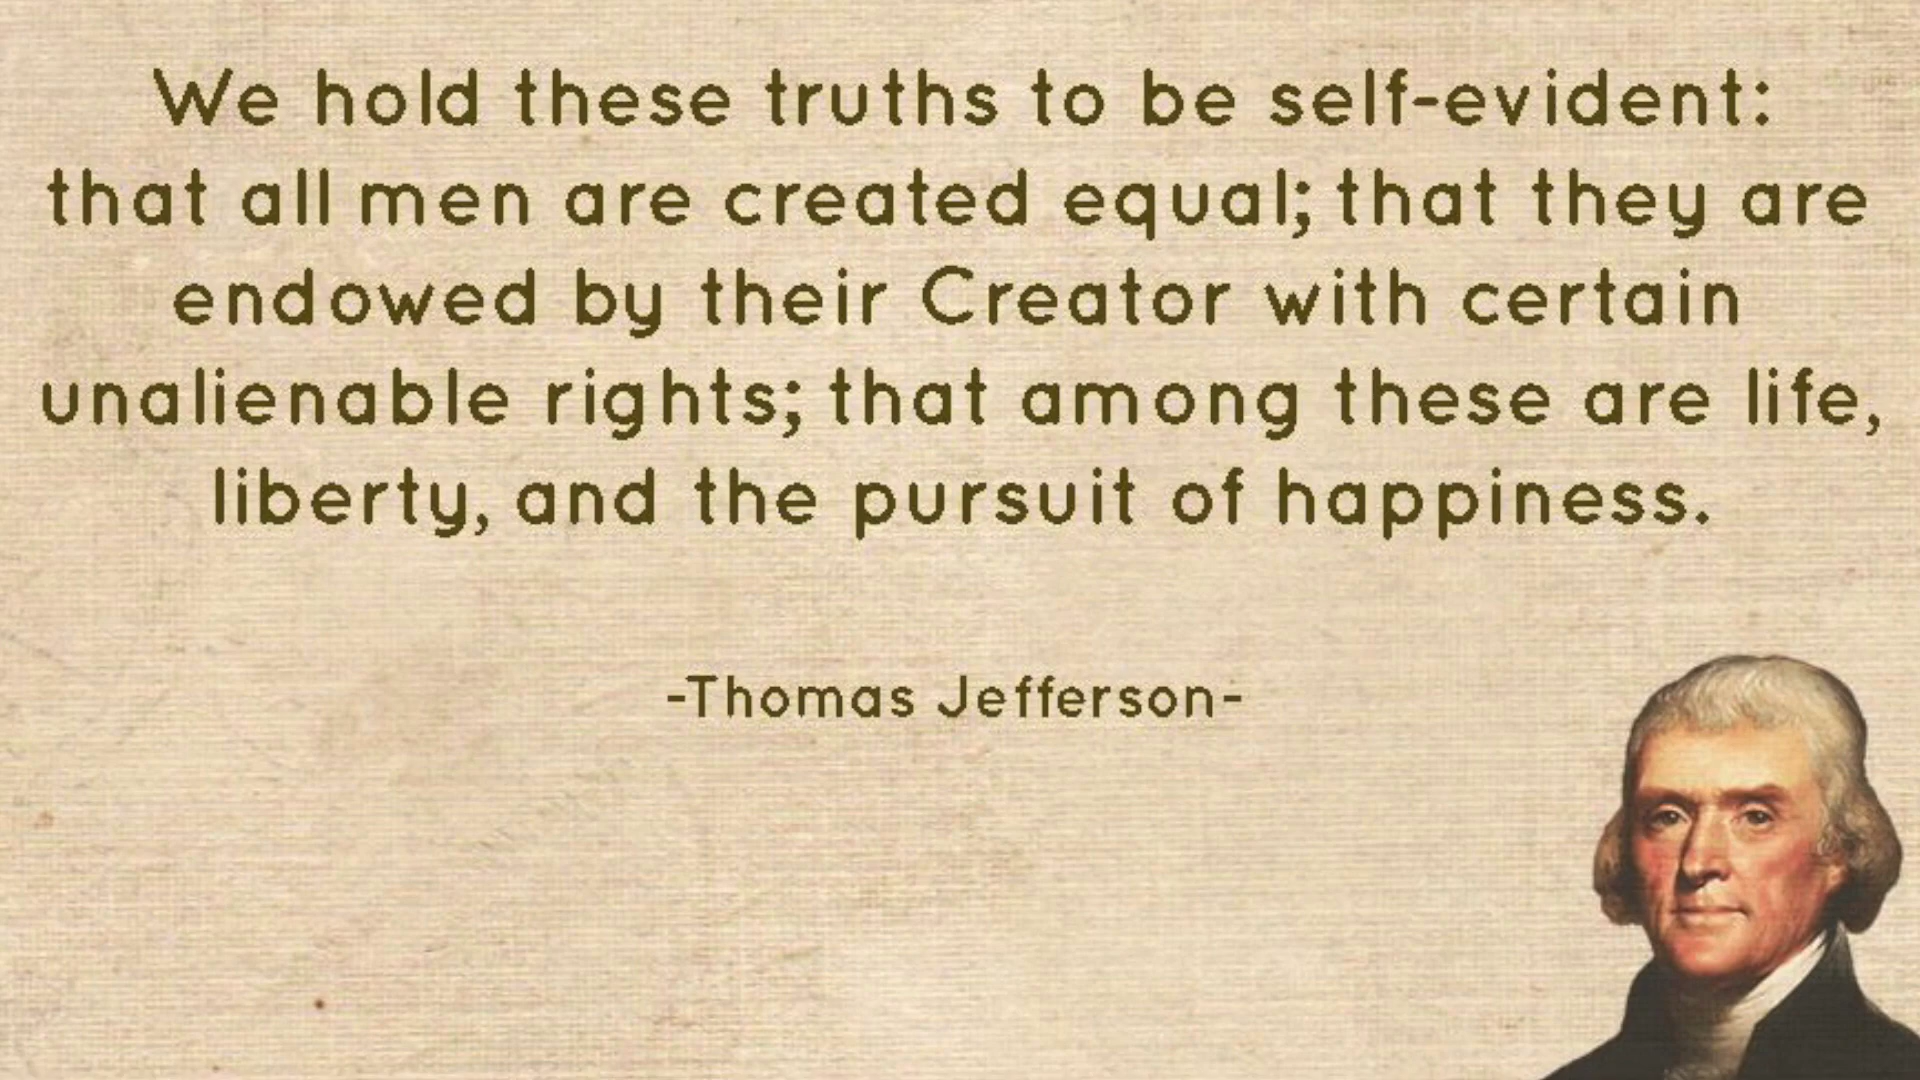 We hold these truths to be self-evident:
that all men are created equal; that they are
endowed by their Creator with certain
unalienable rights; that among these are life,
liberty, and the pursuit of happiness.
-Thomas Jefferson-